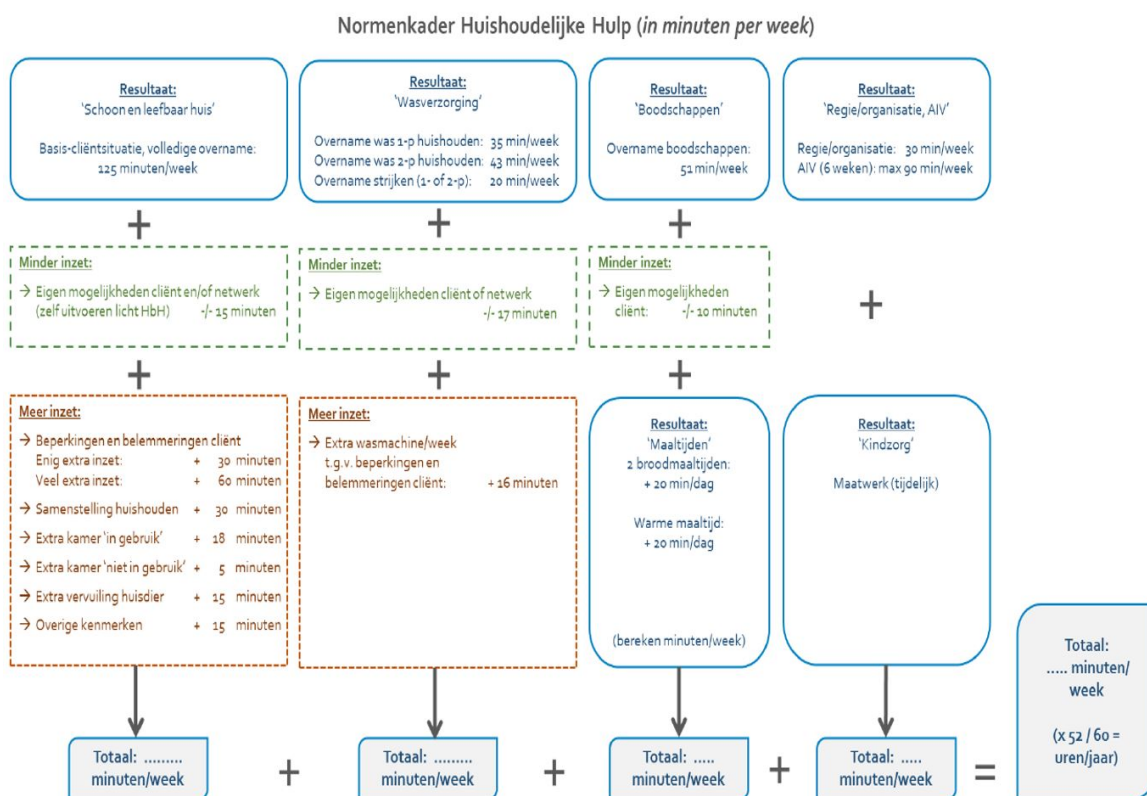 Normenkader Huishoudelijke Hulp (in minuten per week)
Resultaat:
'Schoon en leefbaar huis'
Basis-cliëntsituatie, volledige overname:
125 minuten/week
Resultaat:
'Wasverzorging'
Overname was 1-p huishouden: 35 min/week
Overname was 2-p huishouden: 43 min/week
Overname strijken (1- of 2-p): 20 min/week
Resultaat:
'Boodschappen'
Overname boodschappen:
51 min/week
Resultaat:
'Regie/organisatie, AIV'
Regie/organisatie: 30 min/week
AIV (6 weken): max 90 min/week
+ + +
Minder inzet:
→ Eigen mogelijkheden cliënt en/of netwerk
(zelf uitvoeren licht HbH) -/- 15 minuten
Minder inzet:
→ Eigen mogelijkheden cliënt of netwerk
-/- 17 minuten
Minder inzet:
→ Eigen mogelijkheden
cliënt: -/- 10 minuten
+
+ + +
Meer inzet:
→ Beperkingen en belemmeringen cliënt
Enig extra inzet: + 30 minuten
Veel extra inzet: + 60 minuten
→ Samenstelling huishouden + 30 minuten
→ Extra kamer 'in gebruik' + 18 minuten
→ Extra kamer 'niet in gebruik' + 5 minuten
→ Extra vervuiling huisdier + 15 minuten
→ Overige kenmerken + 15 minuten
Meer inzet:
→ Extra wasmachine/week
t.g.v. beperkingen en
belemmeringen cliënt: + 16 minuten
Resultaat:
'Maaltijden'
2 broodmaaltijden:
+ 20 min/dag
Warme maaltijd:
+ 20 min/dag
(bereken minuten/week)
Resultaat:
'Kindzorg'
Maatwerk (tijdelijk)
Totaal: .........
minuten/week
+
Totaal: .........
minuten/week
+
Totaal: .....
minuten/week
+
Totaal: .....
minuten/week
=
Totaal:
..... minuten/
week
(x 52 / 60 =
uren/jaar)